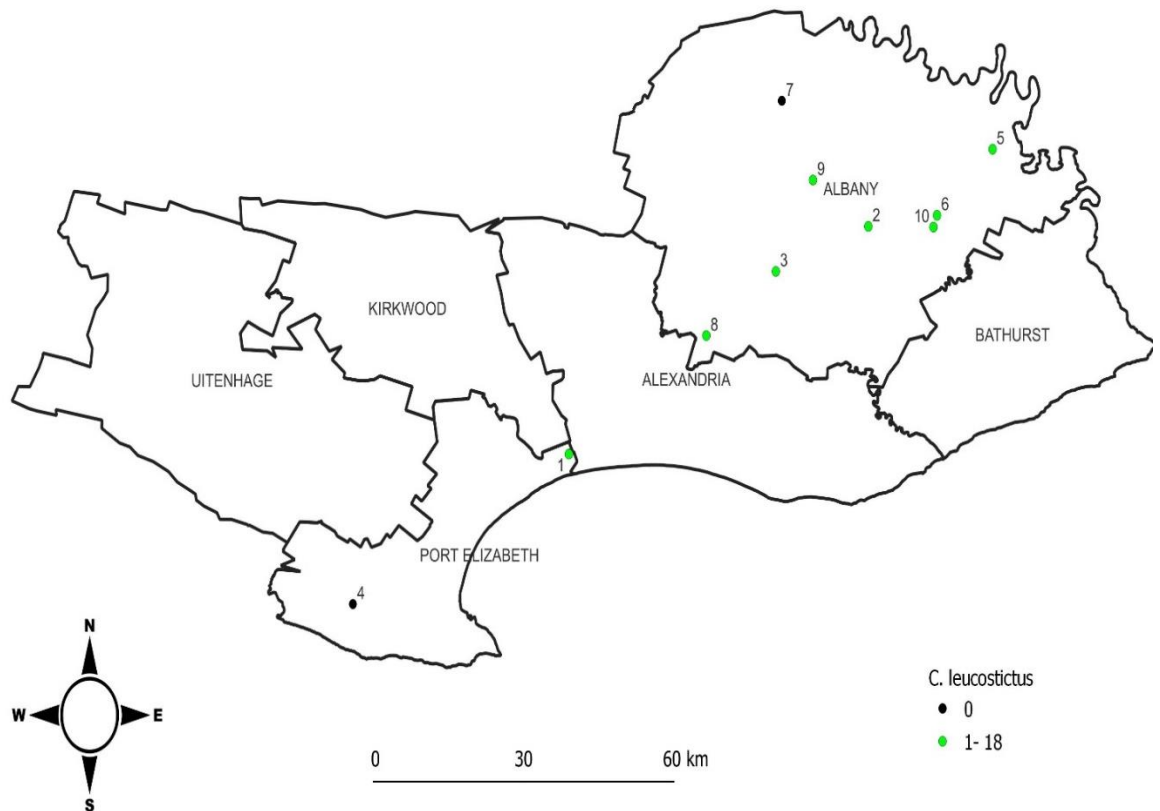 7
5
9
ALBANY
6
10
2
3
KIRKWOOD
8
BATHURST
UITENHAGE
ALEXANDRIA
1
PORT ELIZABETH
4
N
W E
S
0 30 60 km
C. leucostictus
0
1- 18